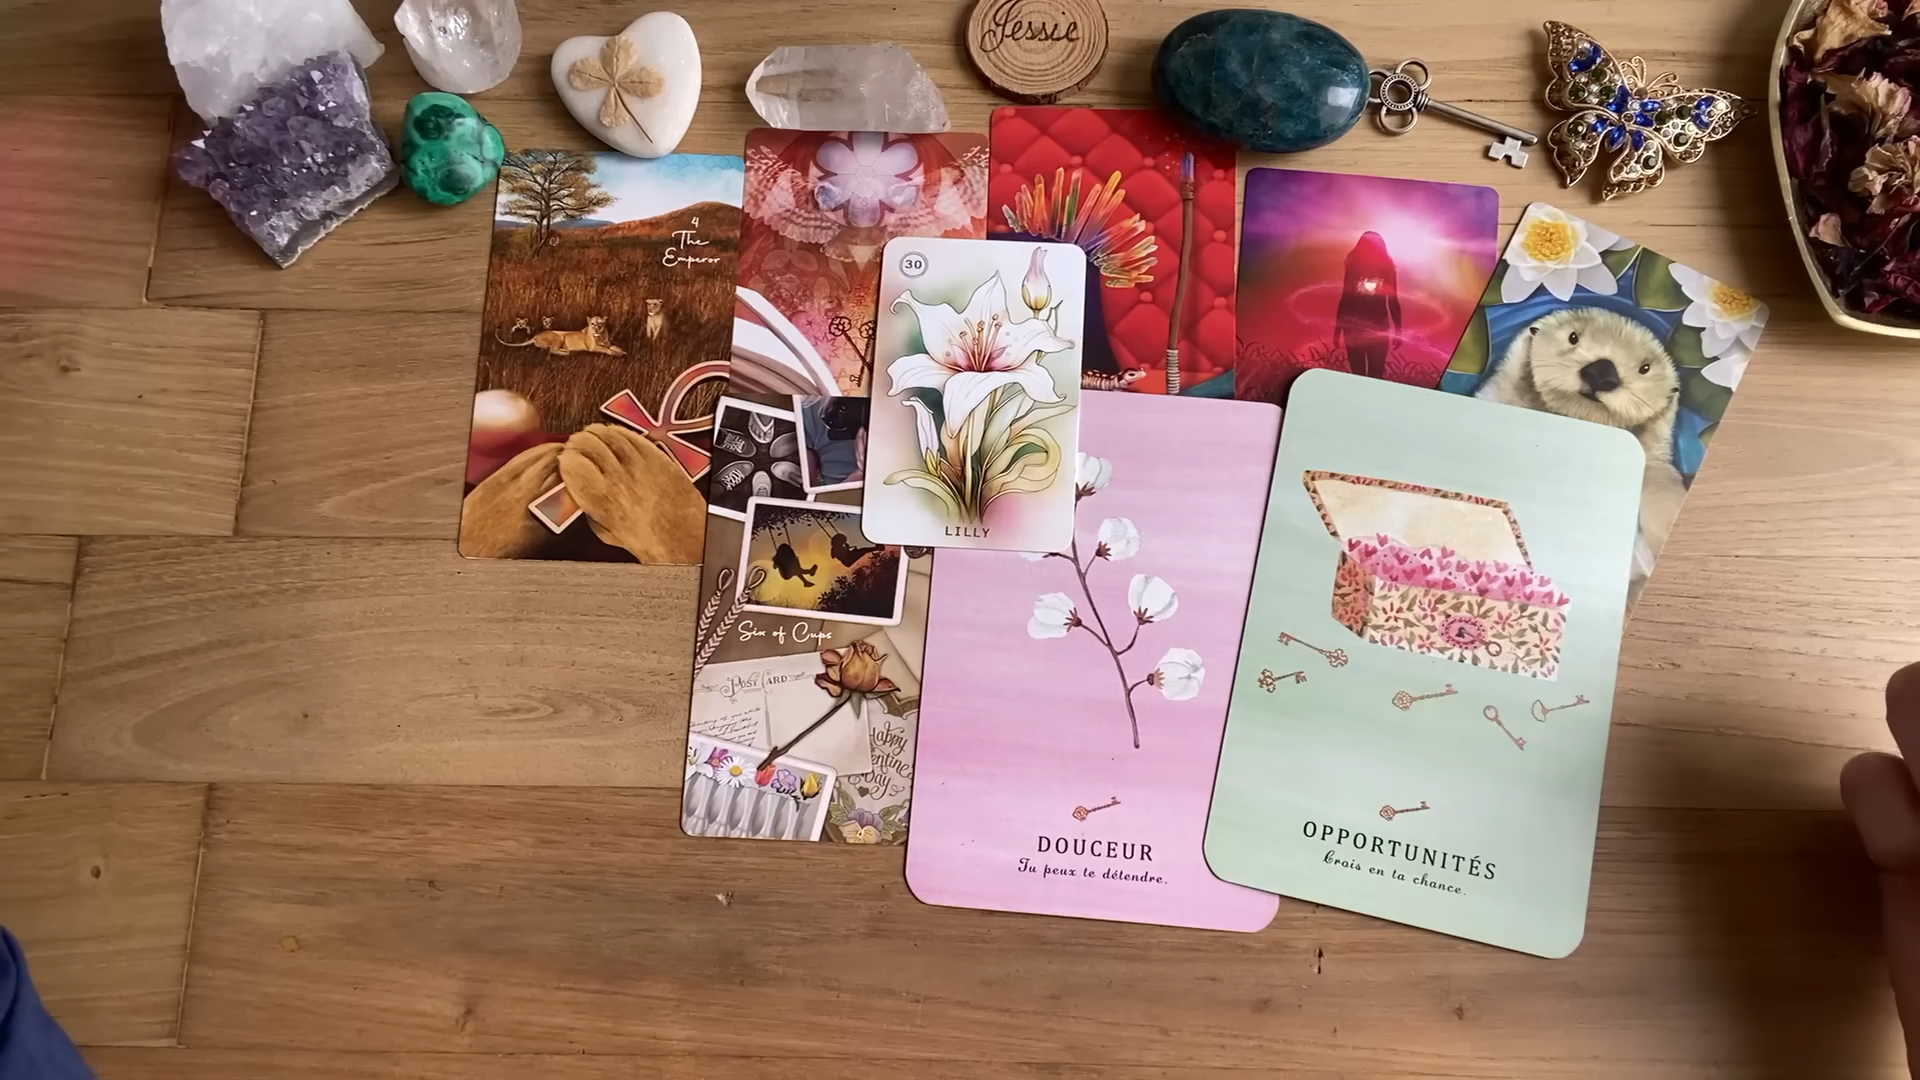 Jessie
4
The
Emperor
30
LILLY
Six of Cups
POST CARD
Happy
Day
DOUCEUR
Tu peux te détendre.
OPPORTUNITÉS
Crois en ta chance.